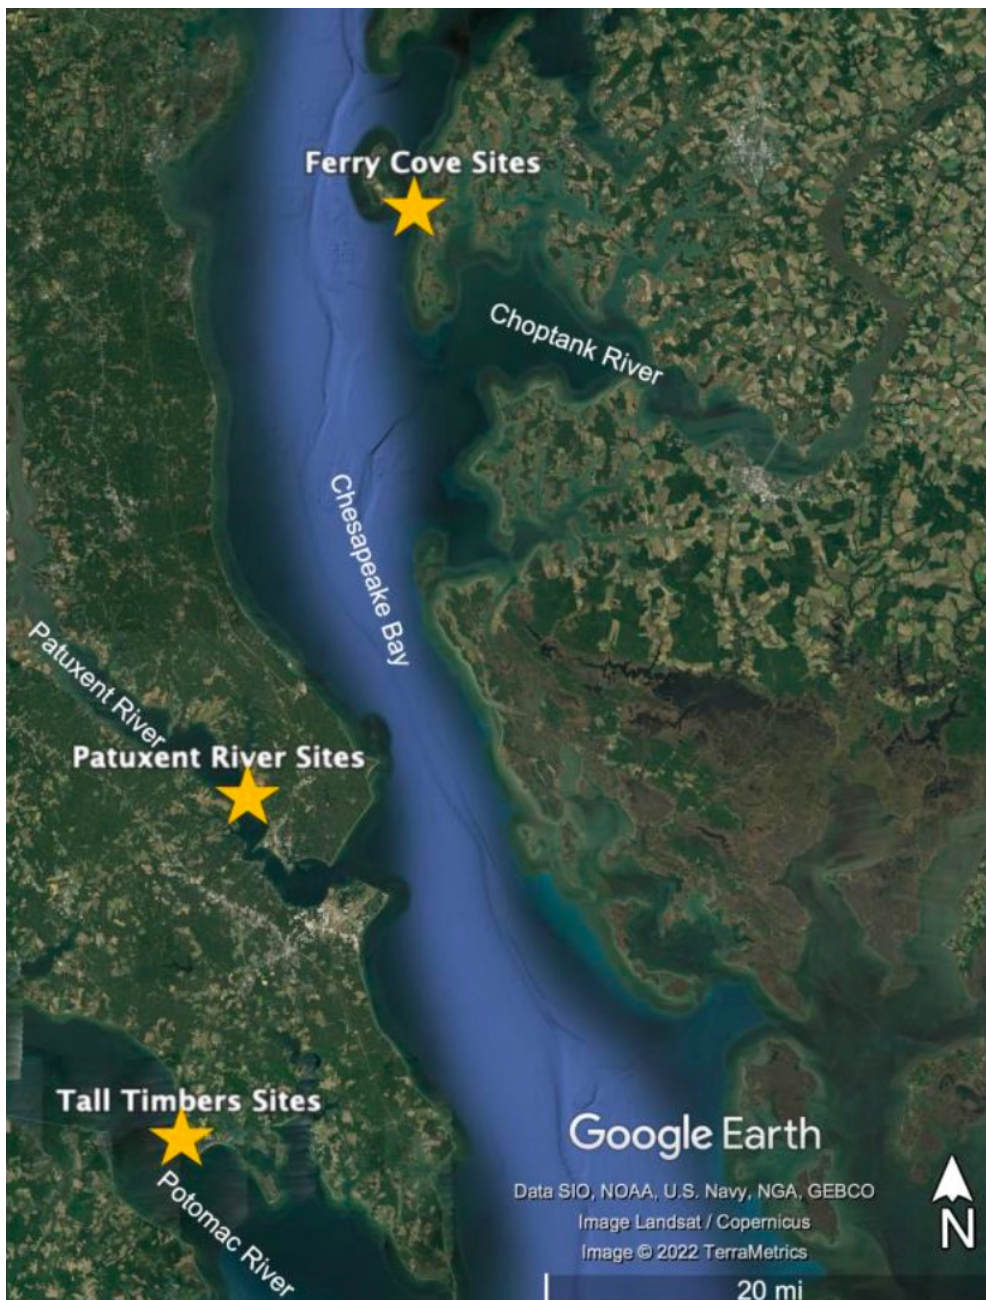 Ferry Cove Sites
Choptank River
Chesapeake Bay
Patuxent River
Patuxent River Sites
Tall Timbers Sites
Potomac River
Google Earth
Data SIO, NOAA, U.S. Navy, NGA, GEBCO
Image Landsat / Copernicus
Image © 2022 TerraMetrics
N
20 mi